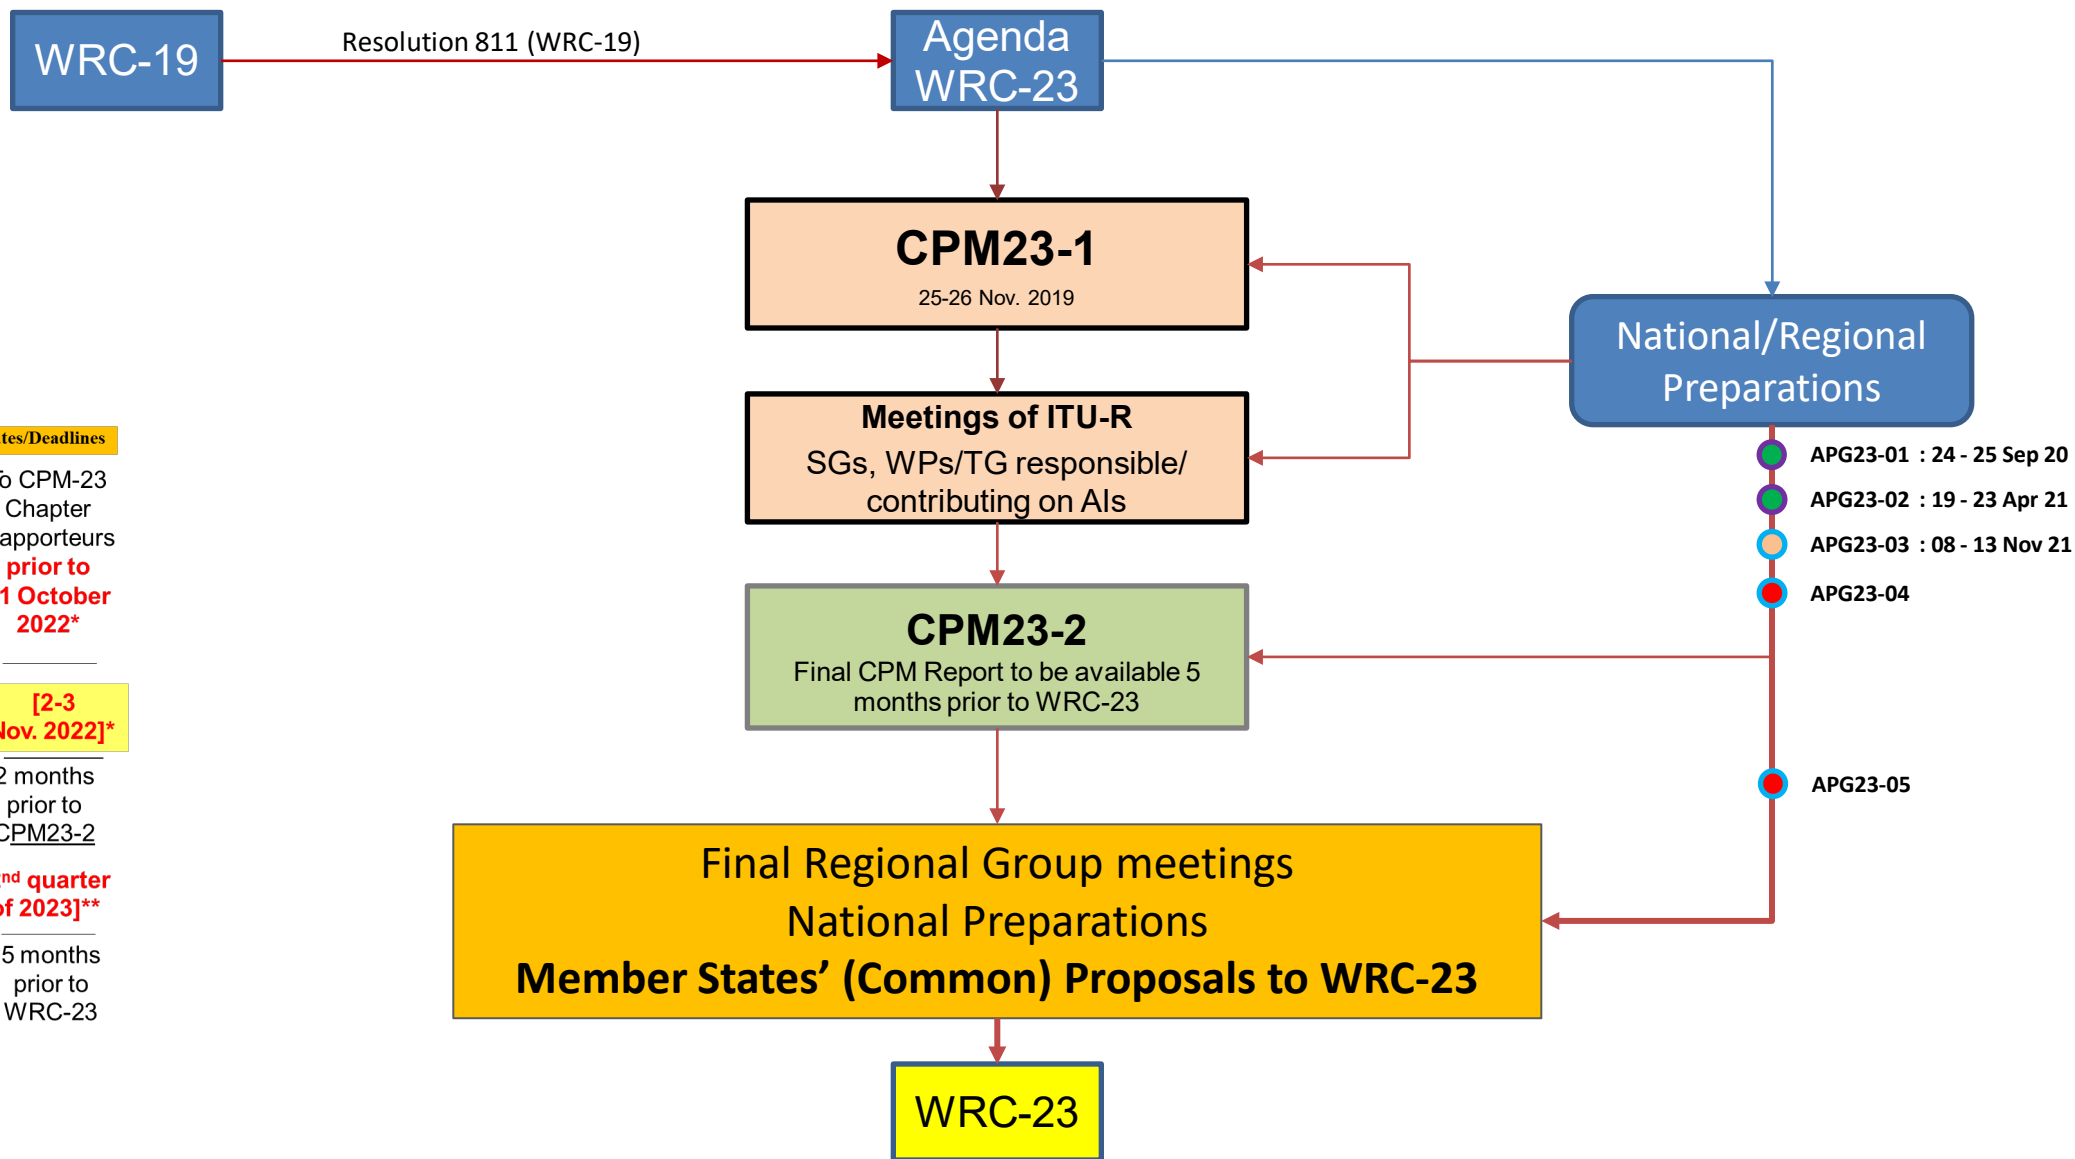 WRC-19
Resolution 811 (WRC-19)
Agenda
WRC-23
CPM23-1
25-26 Nov. 2019
National/Regional
Preparations
Meetings of ITU-R
SGs, WPs/TG responsible/
contributing on AIs
APG23-01 : 24 - 25 Sep 20
APG23-02 : 19 - 23 Apr 21
APG23-03 : 08 - 13 Nov 21
APG23-04
CPM23-2
Final CPM Report to be available 5
months prior to WRC-23
APG23-05
Final Regional Group meetings
National Preparations
Member States’ (Common) Proposals to WRC-23
WRC-23
tes/Deadlines
o CPM-23
Chapter
apporteurs
prior to
1 October
2022*
[2-3
Nov. 2022]*
2 months
prior to
CPM23-2
nd quarter
of 2023]**
5 months
prior to
WRC-23